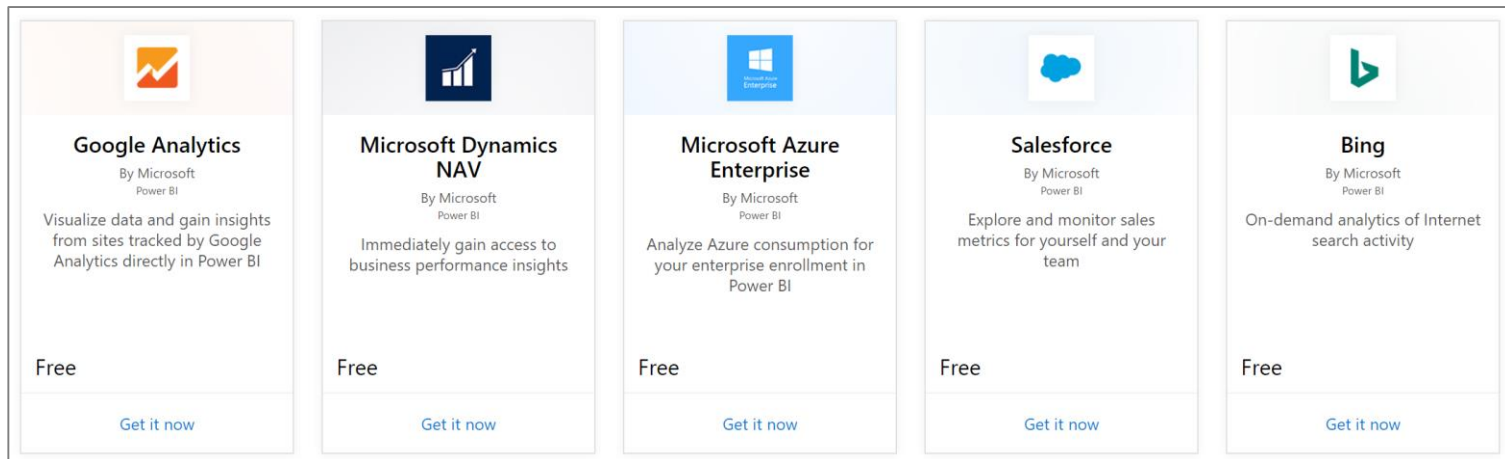 Google Analytics
By Microsoft
Power BI
Visualize data and gain insights
from sites tracked by Google
Analytics directly in Power BI
Free
Get it now
Microsoft Dynamics
NAV
By Microsoft
Power BI
Immediately gain access to
business performance insights
Free
Get it now
Microsoft Azure
Enterprise
Microsoft Azure
Enterprise
By Microsoft
Power BI
Analyze Azure consumption for
your enterprise enrollment in
Power BI
Free
Get it now
Salesforce
By Microsoft
Power BI
Explore and monitor sales
metrics for yourself and your
team
Free
Get it now
Bing
By Microsoft
Power BI
On-demand analytics of Internet
search activity
Free
Get it now